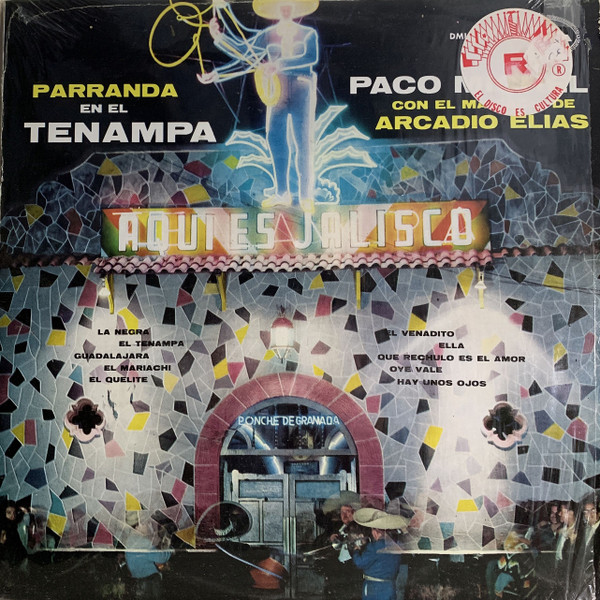 DML
R
EL DISCO ES CULTURA
PARRANDA
EN EL
TENAMPA
PACO
CON EL DE
ARCADIO ELIAS
AQUI ES JALISCO
LA NEGRA
EL TENAMPA
GUADALAJARA
EL MARIACHI
EL QUELITE
EL VENADITO
ELLA
QUE RECHULO ES EL AMOR
OYE VALE
HAY UNOS OJOS
PONCHE DE GRANADA